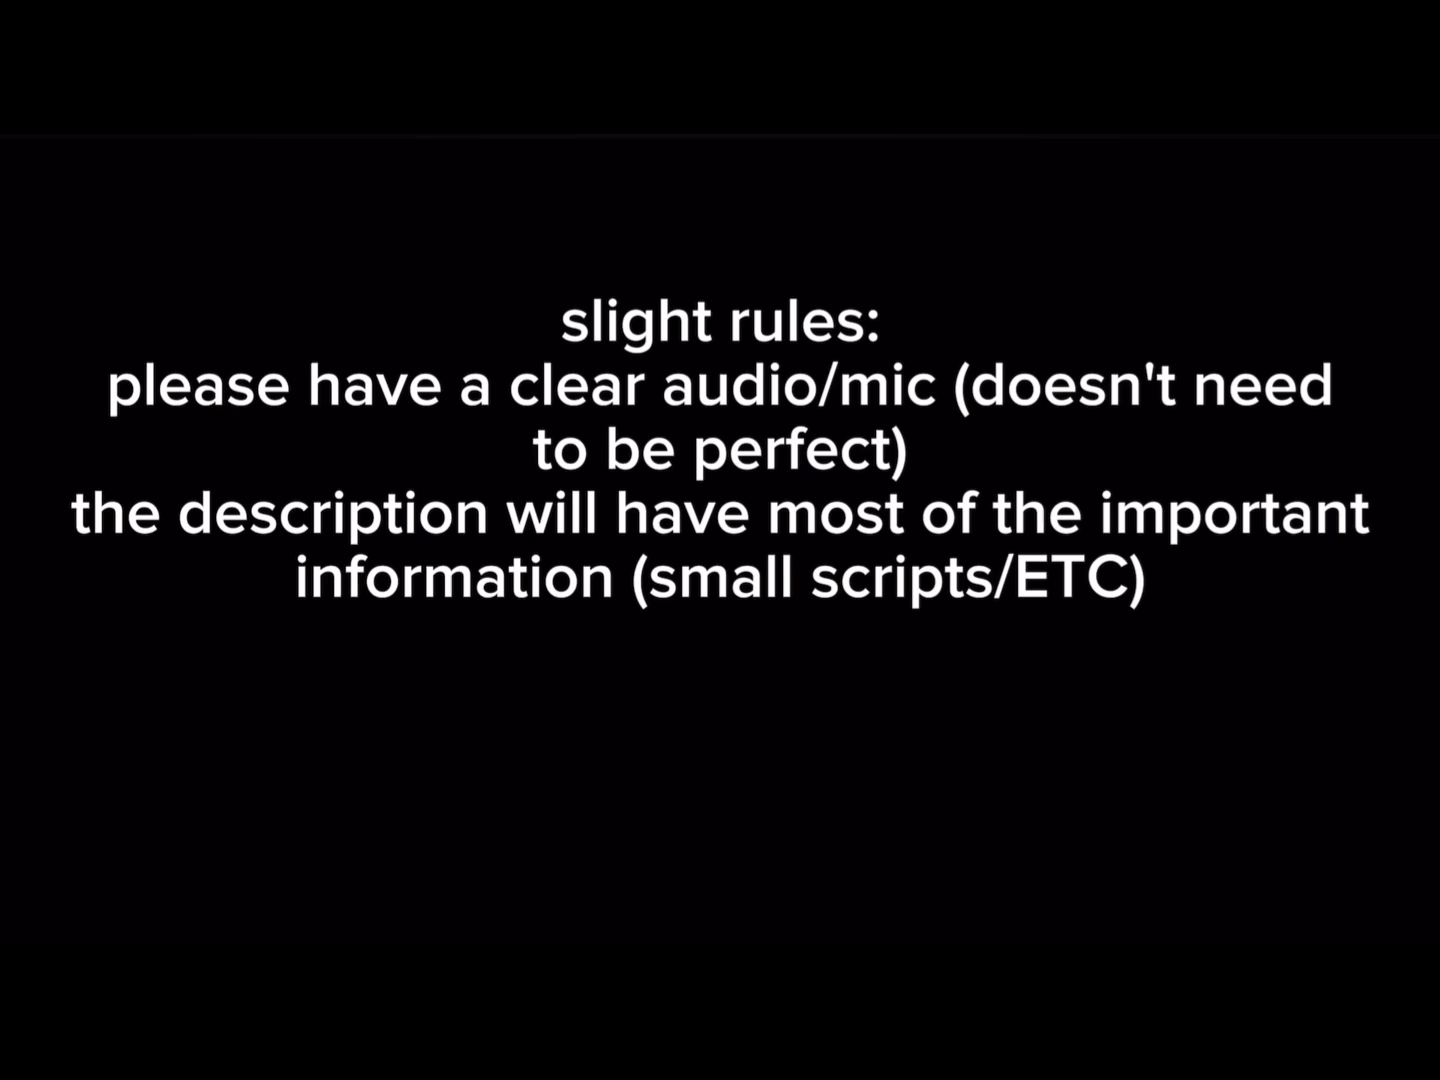 slight rules:
please have a clear audio/mic (doesn't need
to be perfect)
the description will have most of the important
information (small scripts/ETC)